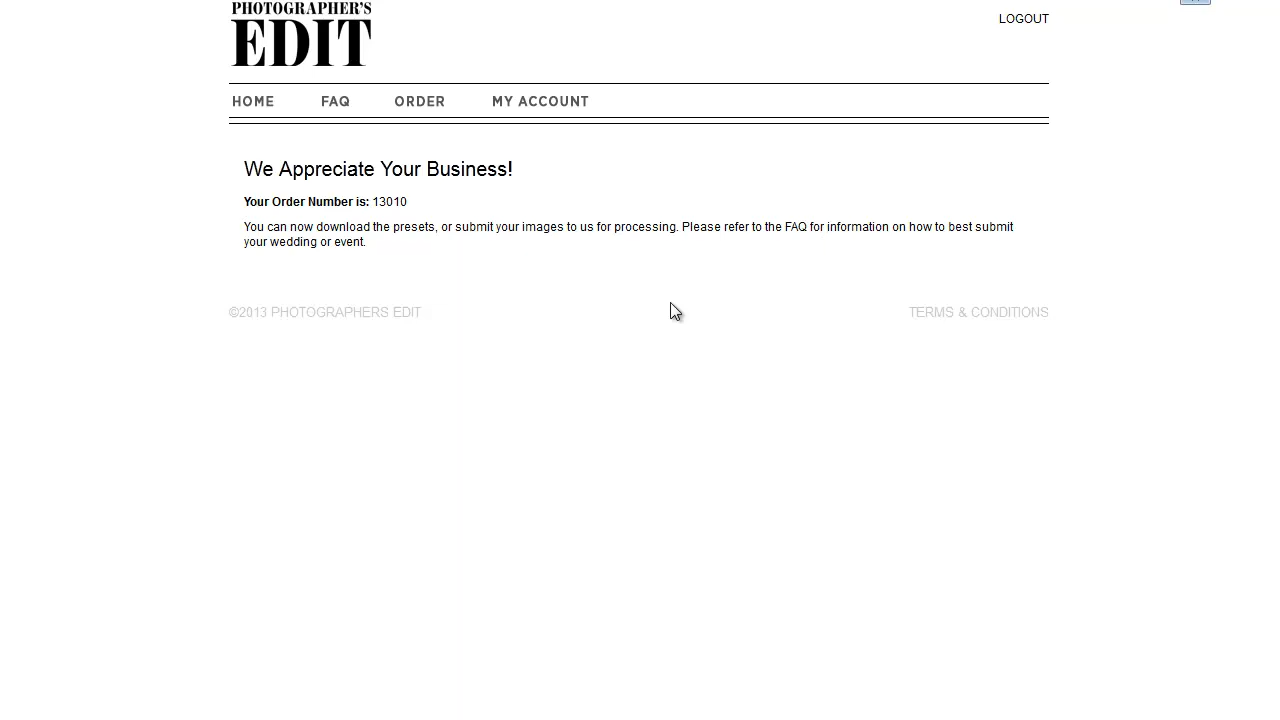 PHOTOGRAPHER'S
EDIT
LOGOUT
HOME FAQ ORDER MY ACCOUNT
We Appreciate Your Business!
Your Order Number is: 13010
You can now download the presets, or submit your images to us for processing. Please refer to the FAQ for information on how to best submit
your wedding or event.
©2013 PHOTOGRAPHERS EDIT TERMS & CONDITIONS